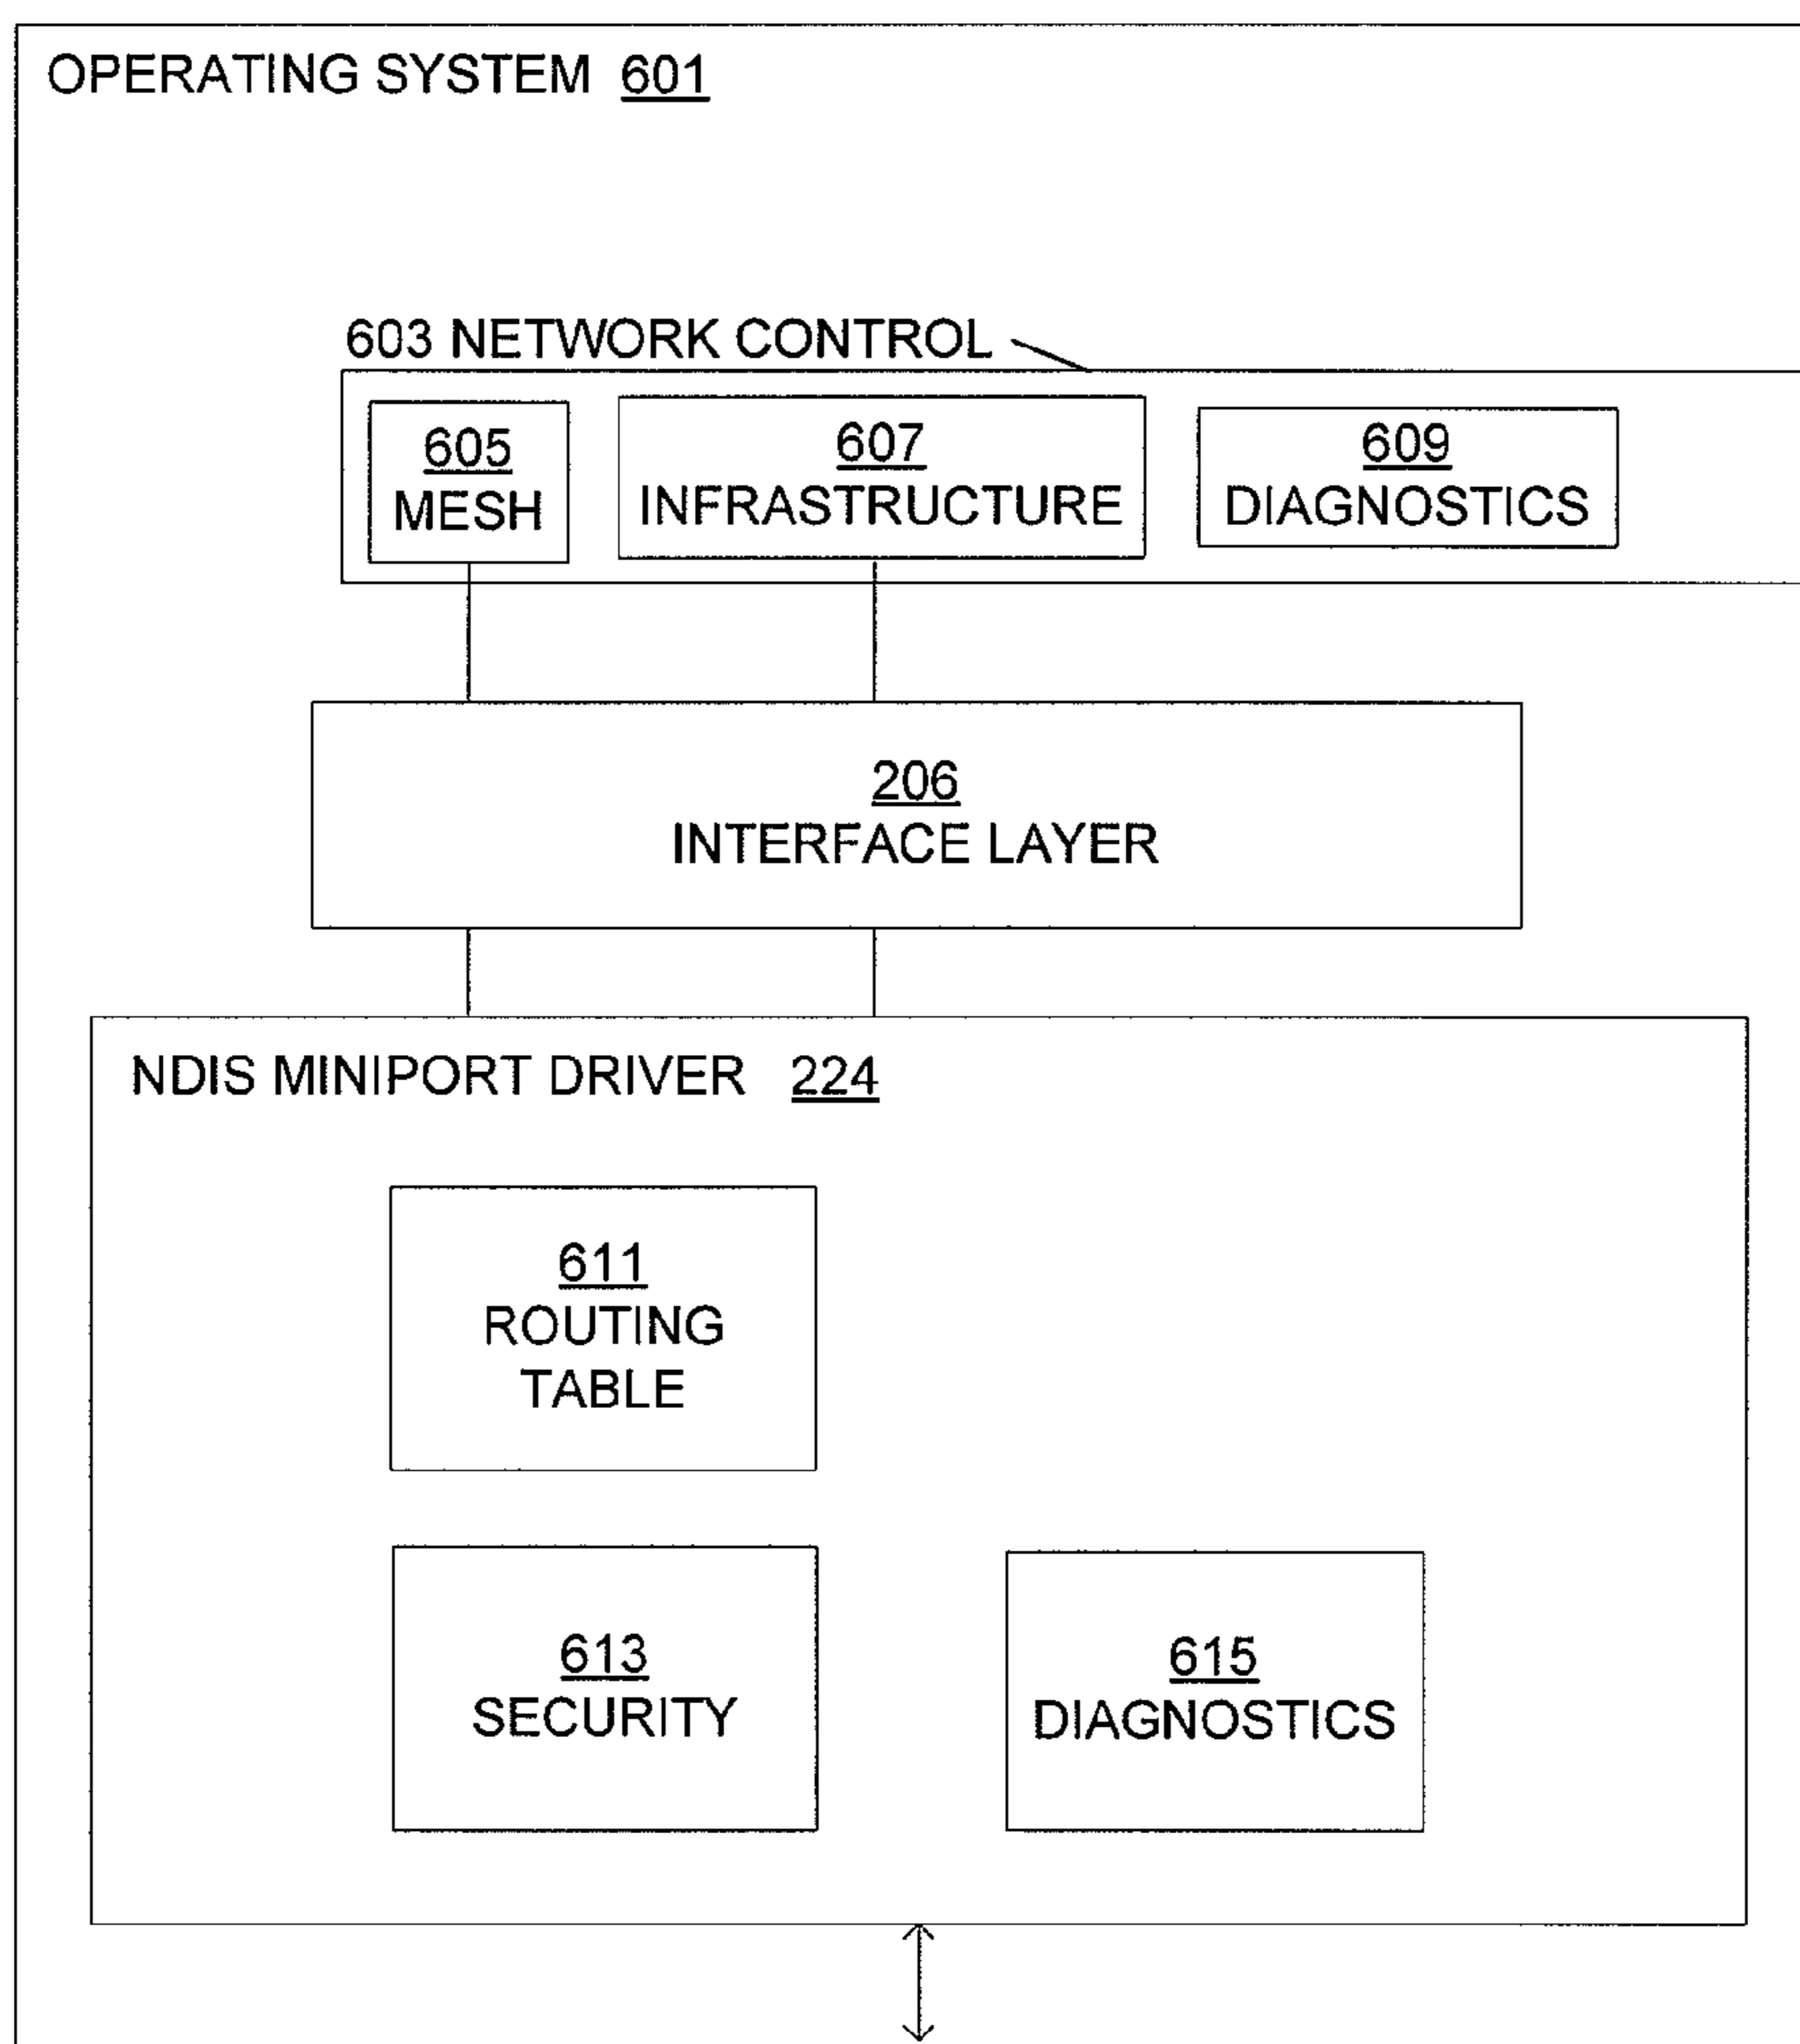 OPERATING SYSTEM 601
603 NETWORK CONTROL
605
MESH
607
INFRASTRUCTURE
609
DIAGNOSTICS
206
INTERFACE LAYER
NDIS MINIPORT DRIVER 224
611
ROUTING
TABLE
613
SECURITY
615
DIAGNOSTICS